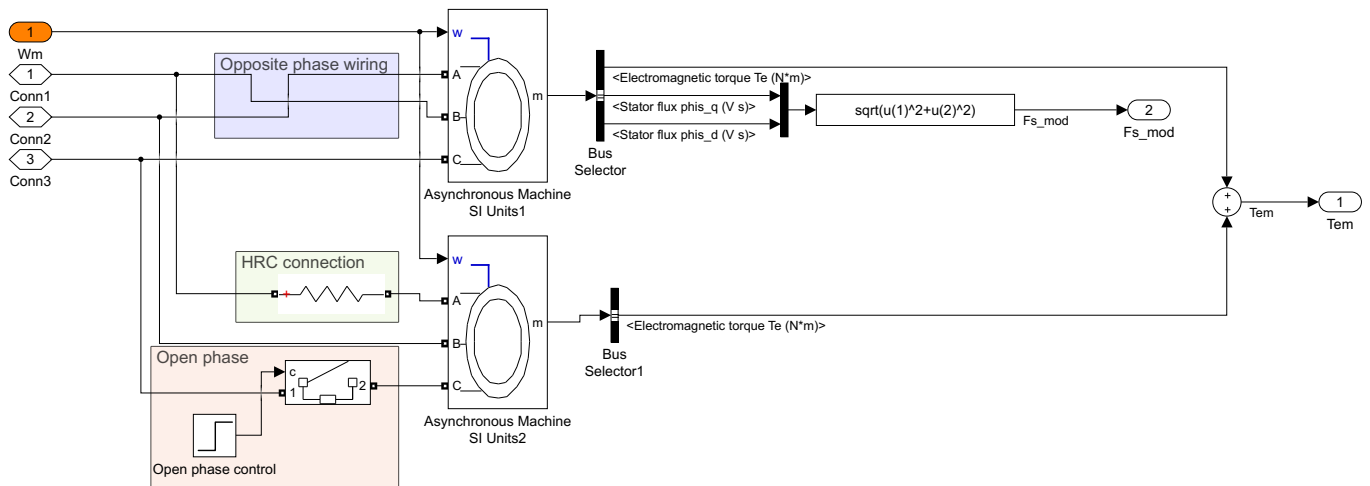 1
Wm
1
Conn1
2
Conn2
3
Conn3
Opposite phase wiring
w
A
B
C
m
Asynchronous Machine
SI Units1
Bus
Selector
<Electromagnetic torque Te (N*m)>
<Stator flux phis_q (V s)>
<Stator flux phis_d (V s)>
sqrt(u(1)^2+u(2)^2)
Fs_mod
2
Fs_mod
+
+
Tem
1
Tem
HRC connection
+
w
A
B
C
m
Asynchronous Machine
SI Units2
Bus
Selector1
<Electromagnetic torque Te (N*m)>
Open phase
c
1
2
Open phase control